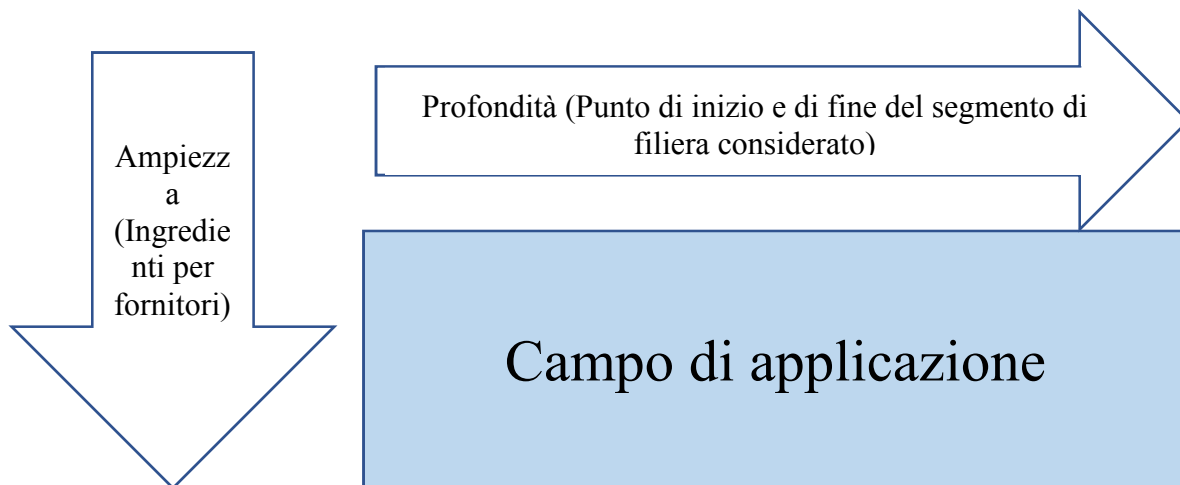 Profondità (Punto di inizio e di fine del segmento di
filiera considerato)
Ampiezz
a
(Ingredie
nti per
fornitori)
Campo di applicazione